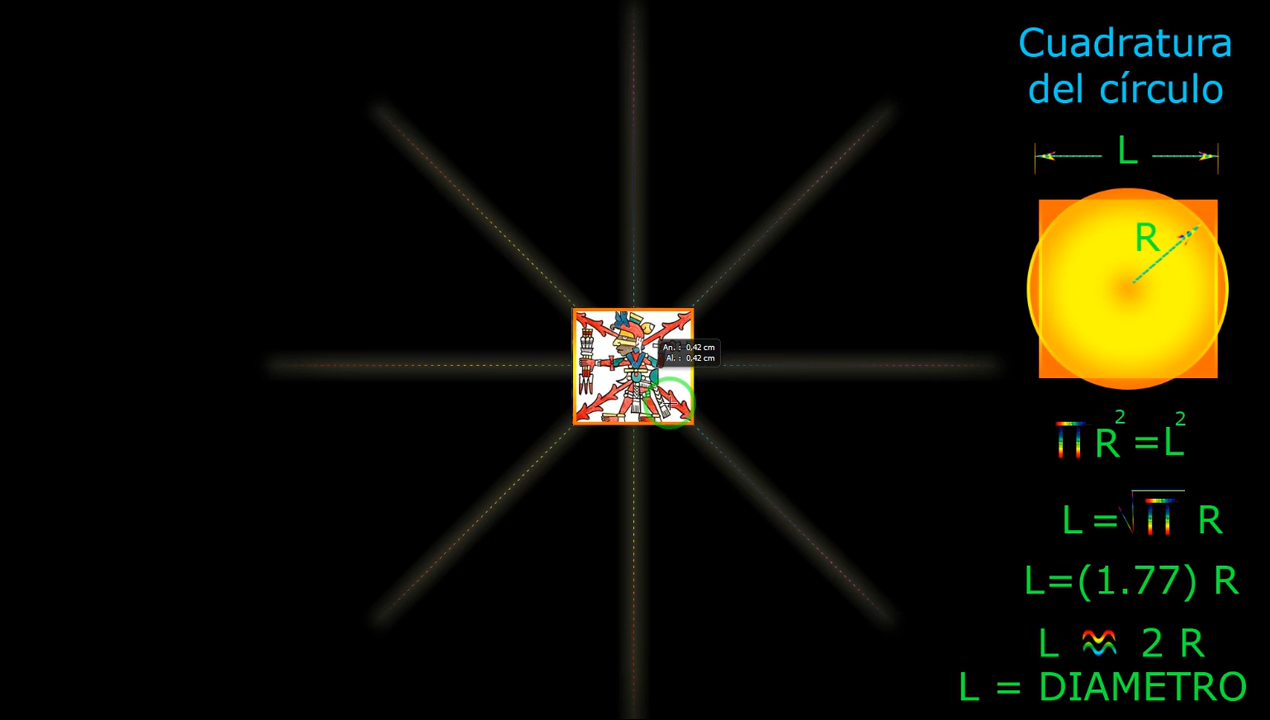 Cuadratura
del círculo
L
R
An. : 0,42 cm
Al. : 0,42 cm
∏ R² = L²
L = √∏ R
L=(1.77) R
L ≈ 2 R
L = DIAMETRO